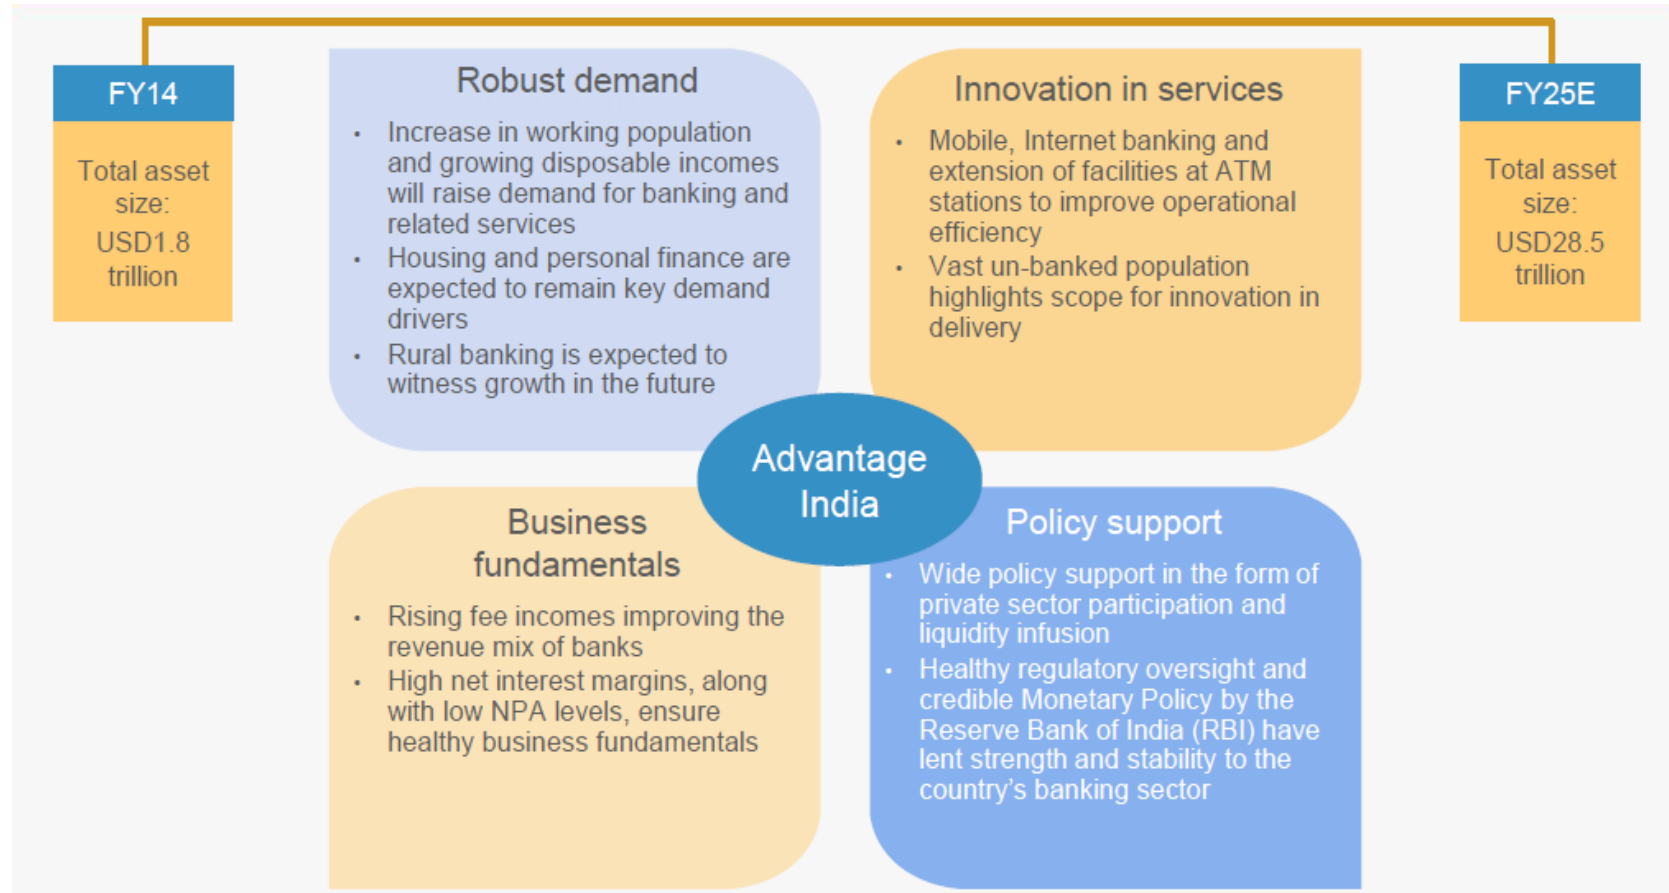 FY14
Total asset
size:
USD1.8
trillion
Robust demand
• Increase in working population
and growing disposable incomes
will raise demand for banking and
related services
• Housing and personal finance are
expected to remain key demand
drivers
• Rural banking is expected to
witness growth in the future
Innovation in services
• Mobile, Internet banking and
extension of facilities at ATM
stations to improve operational
efficiency
• Vast un-banked population
highlights scope for innovation in
delivery
FY25E
Total asset
size:
USD28.5
trillion
Advantage
India
Business
fundamentals
• Rising fee incomes improving the
revenue mix of banks
• High net interest margins, along
with low NPA levels, ensure
healthy business fundamentals
Policy support
• Wide policy support in the form of
private sector participation and
liquidity infusion
• Healthy regulatory oversight and
credible Monetary Policy by the
Reserve Bank of India (RBI) have
lent strength and stability to the
country’s banking sector